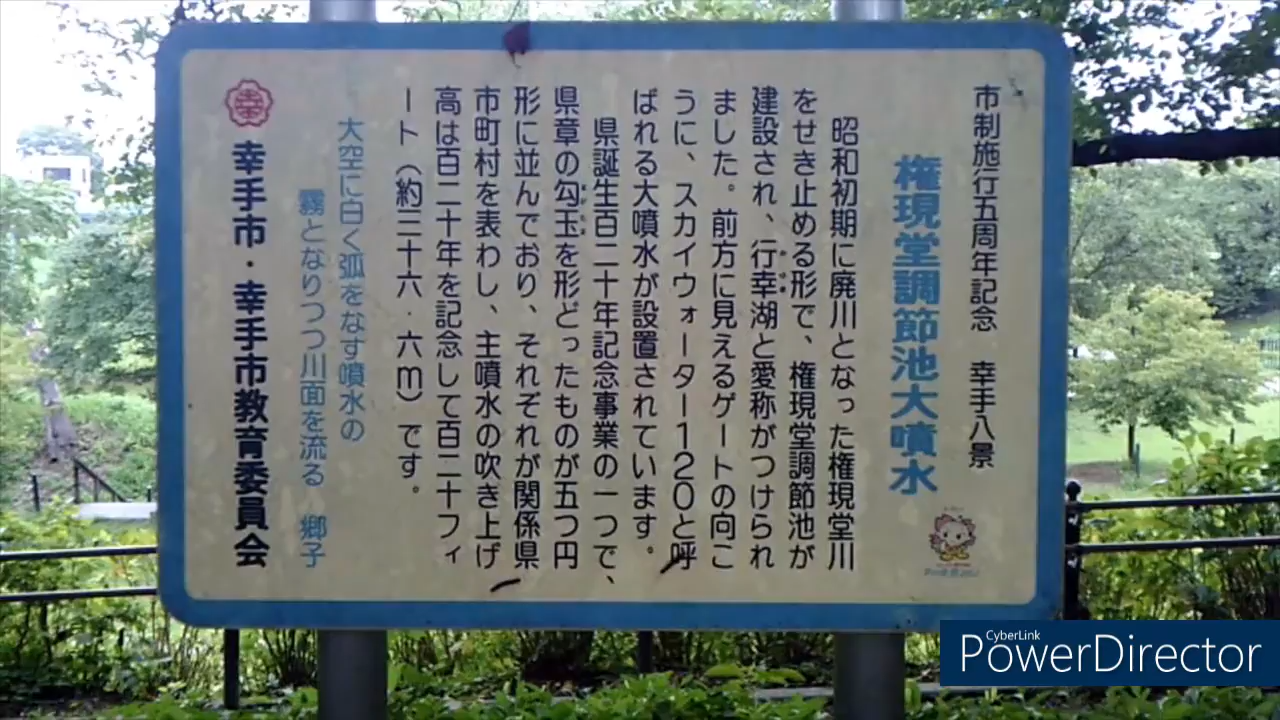 市制施行五周年記念　幸手八景
権現堂調節池大噴水
昭和初期に廃川となった権現堂川
をせき止める形で、権現堂調節池が
建設され、行幸湖と愛称がつけられ
ました。前方に見えるゲートの向こ
うに、スカイウォーター120と呼
ばれる大噴水が設置されています。
県誕生百二十年記念事業の一つで、
県章の勾玉を形どったものが五つ円
形に並んでおり、それぞれが関係県
市町村を表わし、主噴水の吹き上げ
高は百二十年を記念して百二十フィ
ート（約三十六・六m）です。
大空に白く弧をなす噴水の
霧となりつつ川面を流る　郷子
幸手市・幸手市教育委員会
幸
CyberLink
PowerDirector